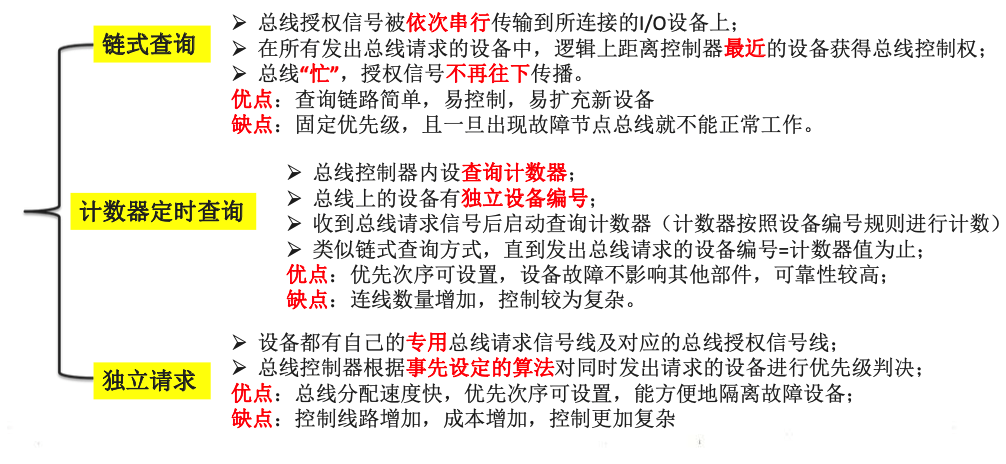 链式查询
➢ 总线授权信号被依次串行传输到所连接的I/O设备上；
➢ 在所有发出总线请求的设备中，逻辑上距离控制器最近的设备获得总线控制权；
➢ 总线“忙”，授权信号不再往下传播。
优点：查询链路简单，易控制，易扩充新设备
缺点：固定优先级，且一旦出现故障节点总线就不能正常工作。
计数器定时查询
➢ 总线控制器内设查询计数器；
➢ 总线上的设备有独立设备编号；
➢ 收到总线请求信号后启动查询计数器（计数器按照设备编号规则进行计数）
➢ 类似链式查询方式，直到发出总线请求的设备编号=计数器值为止；
优点：优先次序可设置，设备故障不影响其他部件，可靠性较高；
缺点：连线数量增加，控制较为复杂。
独立请求
➢ 设备都有自己的专用总线请求信号线及对应的总线授权信号线；
➢ 总线控制器根据事先设定的算法对同时发出请求的设备进行优先级判决；
优点：总线分配速度快，优先次序可设置，能方便地隔离故障设备；
缺点：控制线路增加，成本增加，控制更加复杂